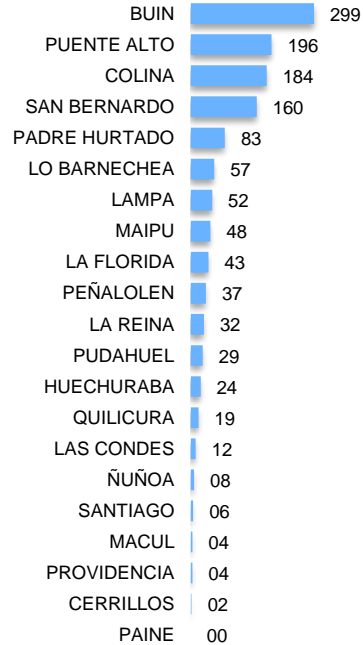 BUIN 299
PUENTE ALTO 196
COLINA 184
SAN BERNARDO 160
PADRE HURTADO 83
LO BARNECHEA 57
LAMPA 52
MAIPU 48
LA FLORIDA 43
PEÑALOLEN 37
LA REINA 32
PUDAHUEL 29
HUECHURABA 24
QUILICURA 19
LAS CONDES 12
ÑUÑOA 08
SANTIAGO 06
MACUL 04
PROVIDENCIA 04
CERRILLOS 02
PAINE 00